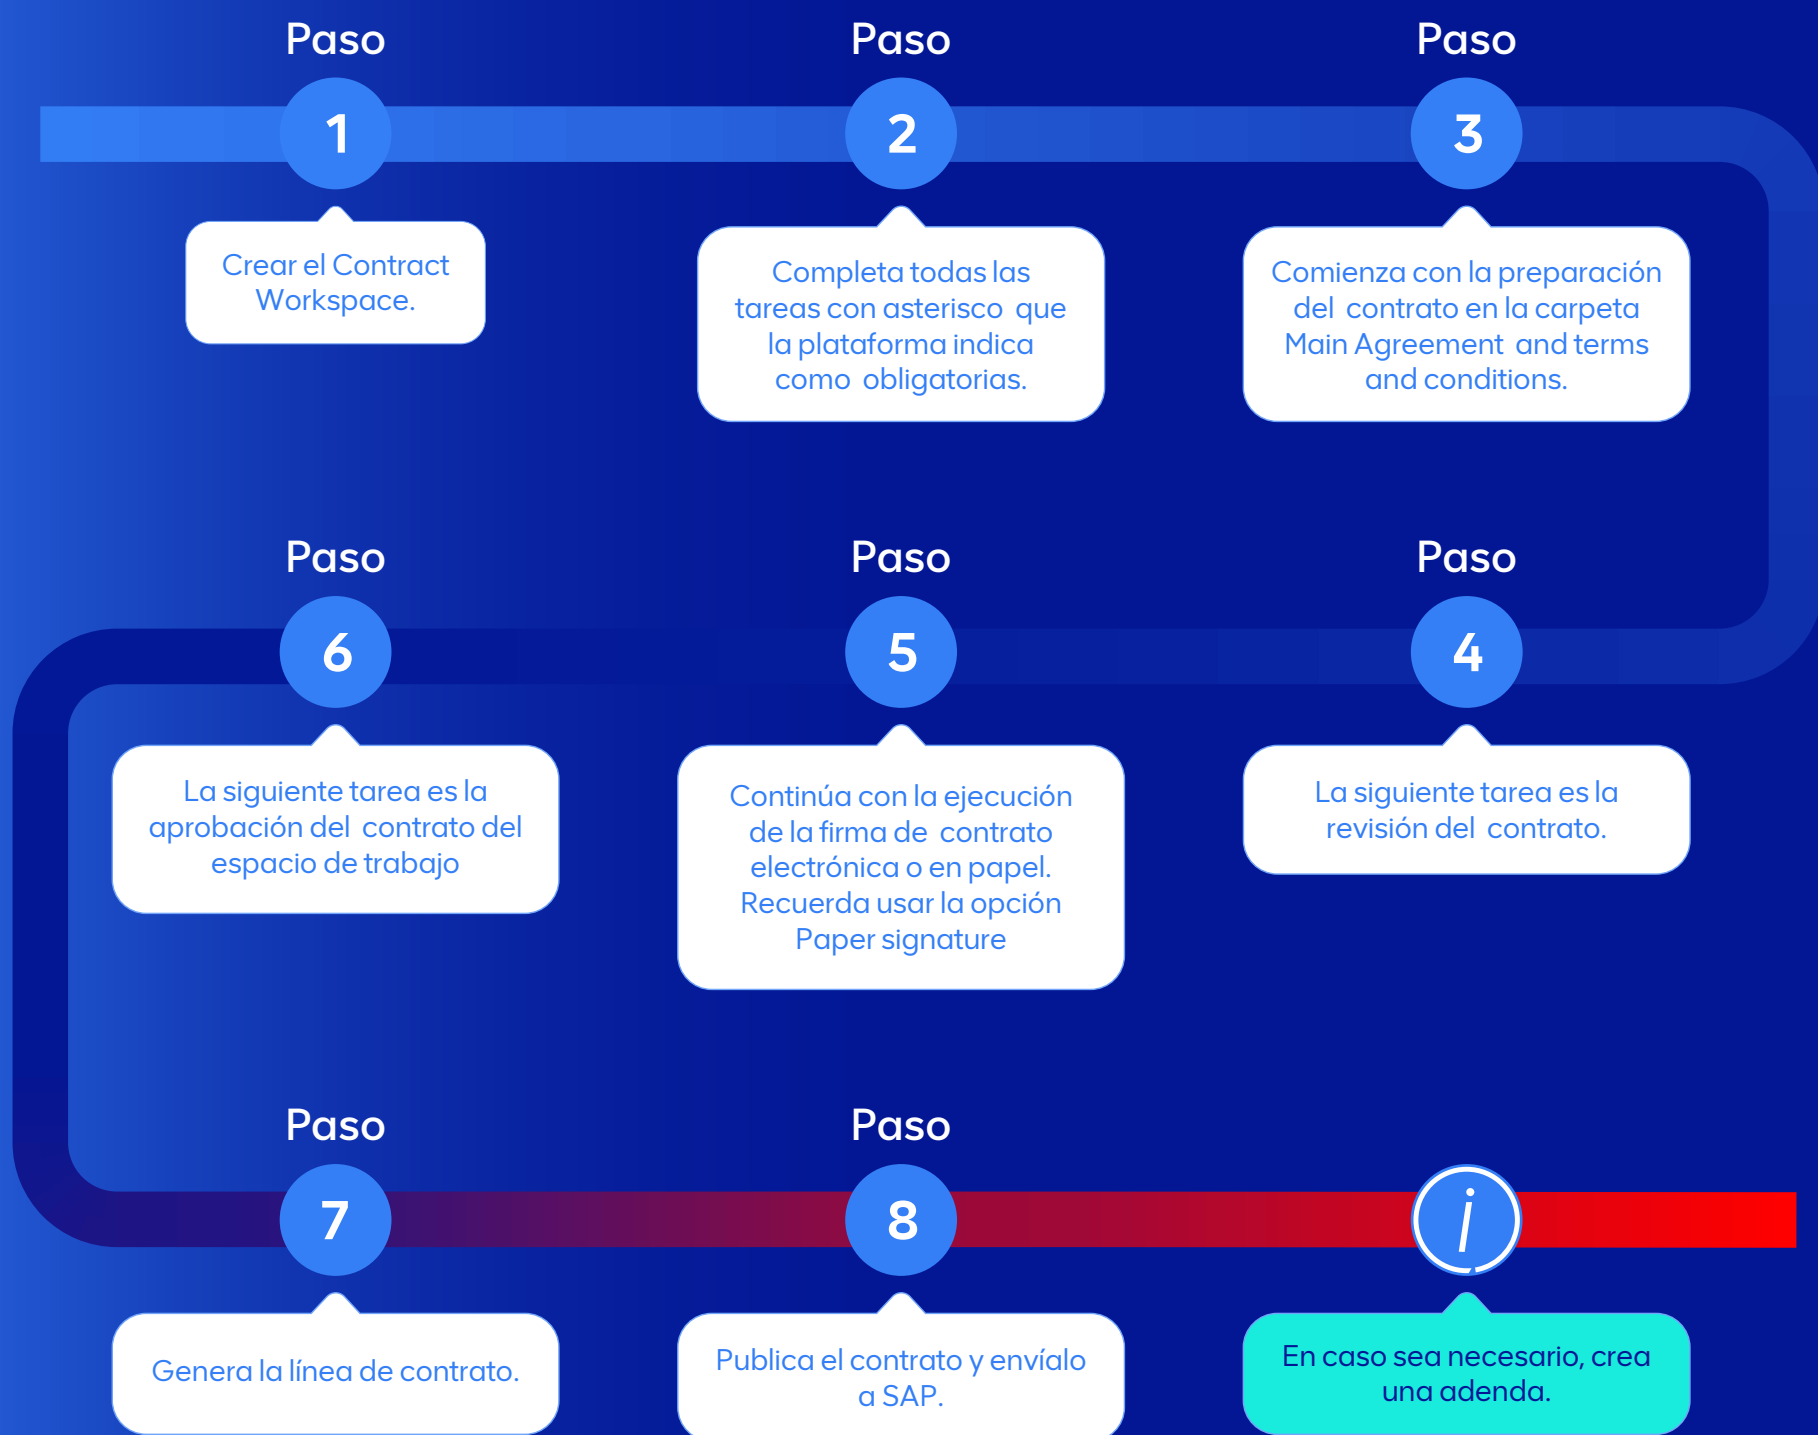 Paso
1
Crear el Contract
Workspace.
Paso
2
Completa todas las
tareas con asterisco que
la plataforma indica
como obligatorias.
Paso
3
Comienza con la preparación
del contrato en la carpeta
Main Agreement and terms
and conditions.
Paso
4
La siguiente tarea es la
revisión del contrato.
Paso
5
Continúa con la ejecución
de la firma de contrato
electrónica o en papel.
Recuerda usar la opción
Paper signature
Paso
6
La siguiente tarea es la
aprobación del contrato del
espacio de trabajo
Paso
7
Genera la línea de contrato.
Paso
8
Publica el contrato y envíalo
a SAP.
i
En caso sea necesario, crea
una adenda.